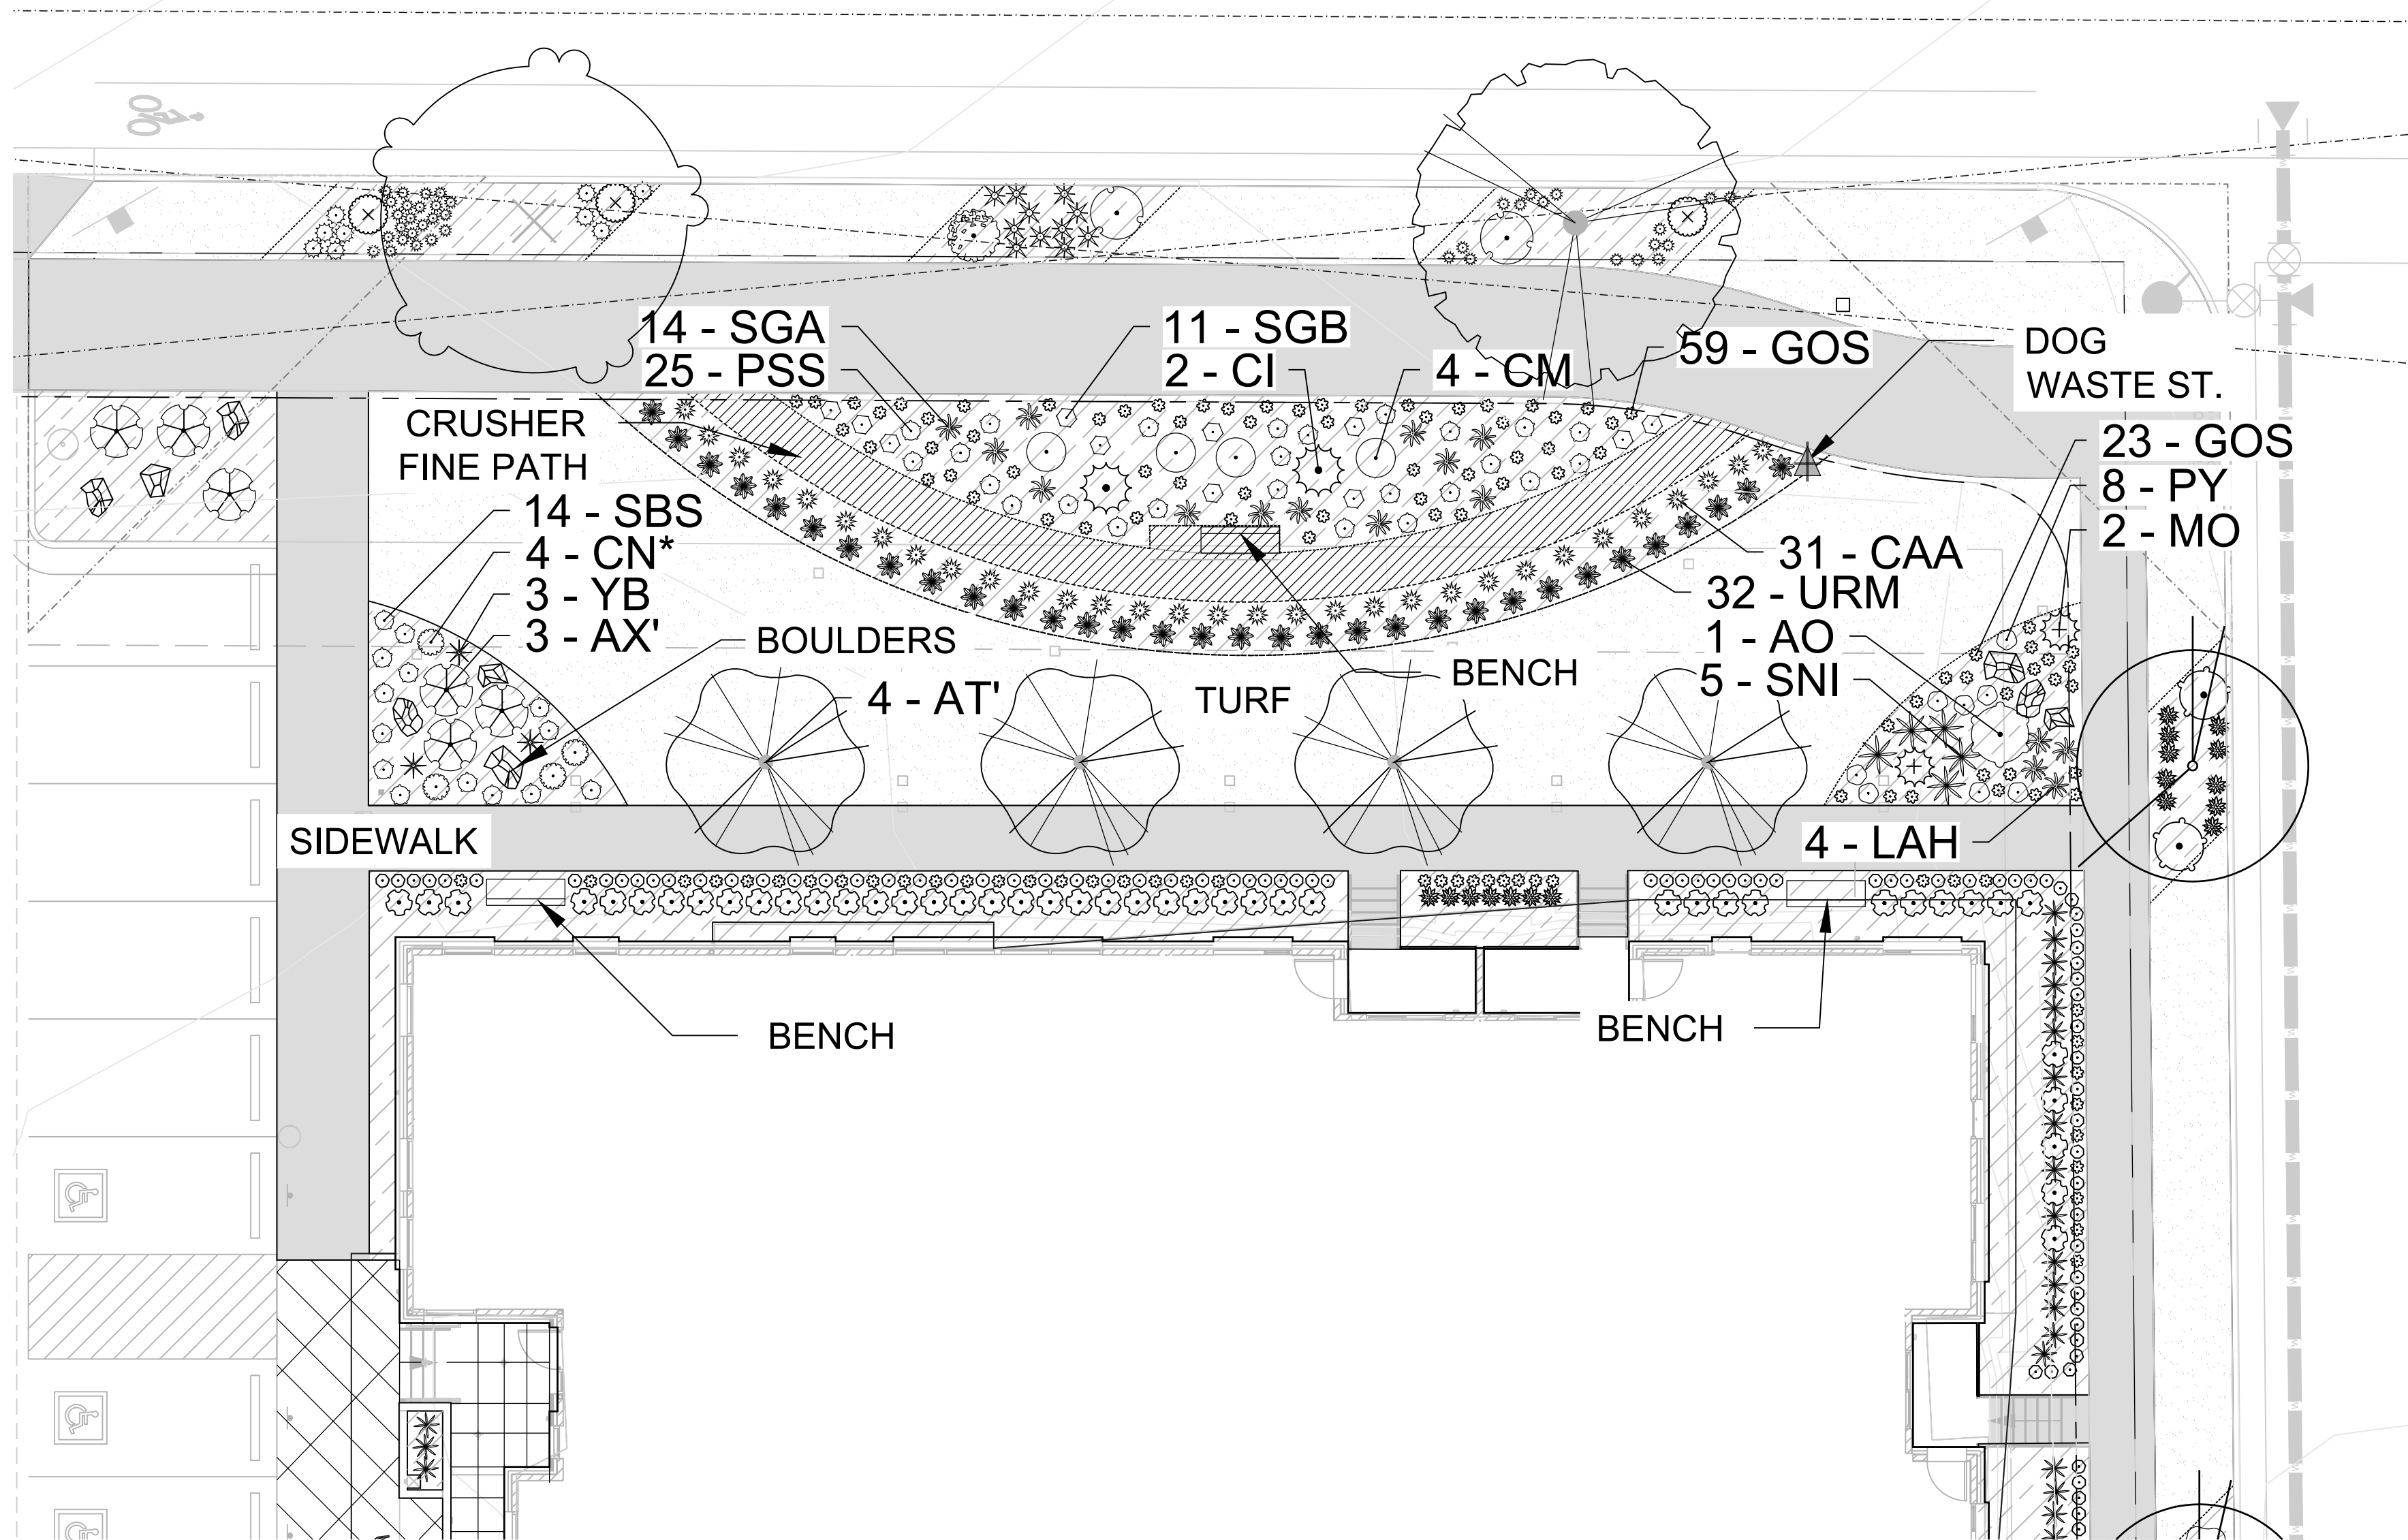 14 - SGA
25 - PSS
11 - SGB
2 - CI
4 - CM
59 - GOS
DOG
WASTE ST.
CRUSHER
FINE PATH
23 - GOS
8 - PY
2 - MO
14 - SBS
4 - CN*
3 - YB
3 - AX'
31 - CAA
32 - URM
1 - AO
5 - SNI
BOULDERS
BENCH
4 - AT'
TURF
SIDEWALK
4 - LAH
BENCH
BENCH